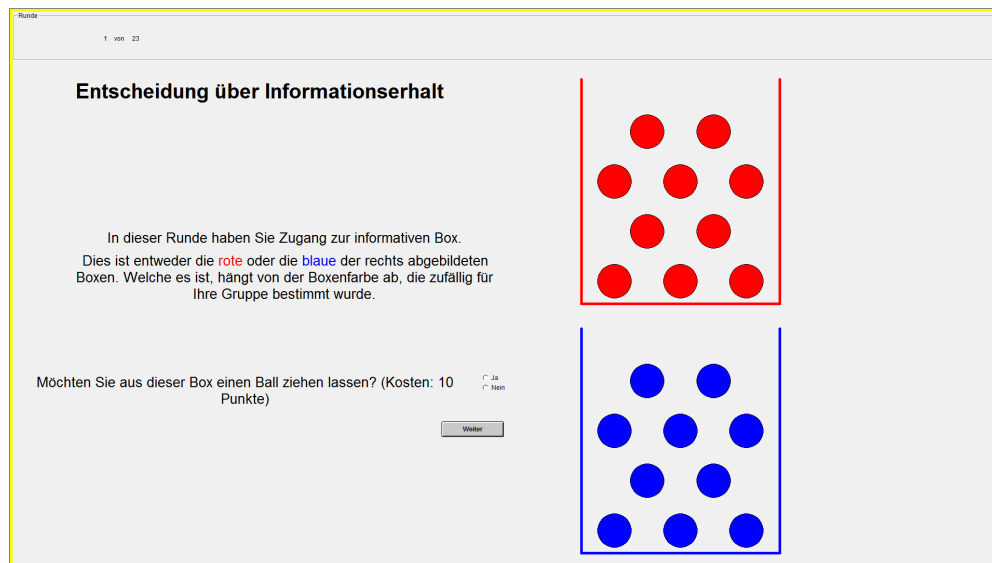 Runde
1 von 23
Entscheidung über Informationserhalt
In dieser Runde haben Sie Zugang zur informativen Box.
Dies ist entweder die rote oder die blaue der rechts abgebildeten
Boxen. Welche es ist, hängt von der Boxenfarbe ab, die zufällig für
Ihre Gruppe bestimmt wurde.
Möchten Sie aus dieser Box einen Ball ziehen lassen? (Kosten: 10
Punkte)
Ja
Nein
Weiter